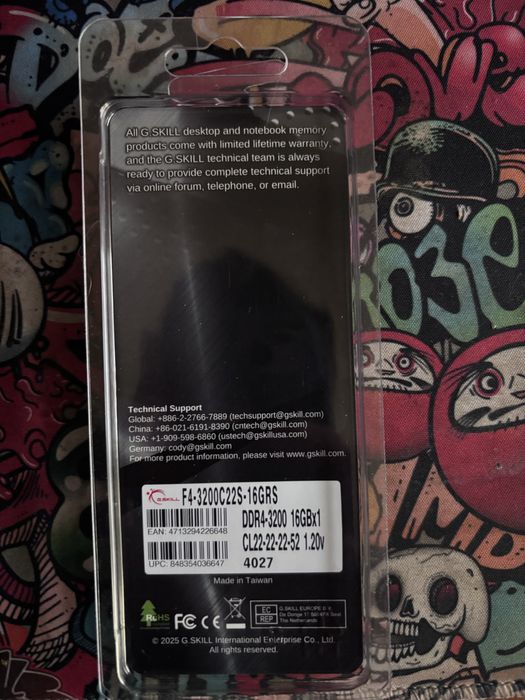 All G.SKILL desktop and notebook memory
products come with limited lifetime warranty,
and the G.SKILL technical team is always
ready to provide complete technical support
via online forum, telephone, or email.
Technical Support
Global: +886-2-2766-7889 (techsupport@gskill.com)
China: +86-021-6191-8390 (cntech@gskill.com)
USA: +1-909-598-6860 (ustech@gskillusa.com)
Germany: cody@gskill.com
For more product information, please visit www.gskill.com.
G.SKILL F4-3200C22S-16GRS
DDR4-3200 16GBx1
EAN: 4713294226648
CL22-22-22-52 1.20v
UPC: 848354036647
4027
Made in Taiwan
RoHS FC CE
EC REP
G.SKILL EUROPE B.V.
The Netherlands
© 2025 G.SKILL International Enterprise Co., Ltd.
All rights reserved.